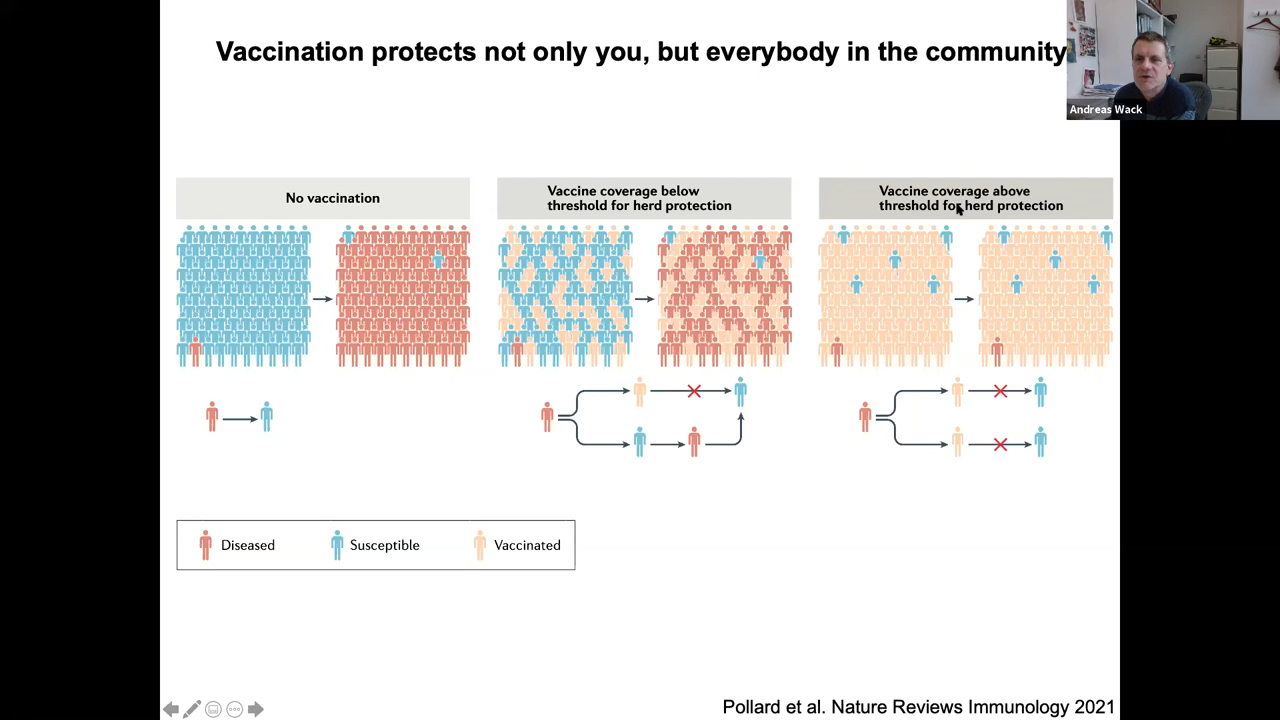 Vaccination protects not only you, but everybody in the community
Andreas Wack
No vaccination
Vaccine coverage below
threshold for herd protection
Vaccine coverage above
threshold for herd protection
Diseased
Susceptible
Vaccinated
Pollard et al. Nature Reviews Immunology 2021